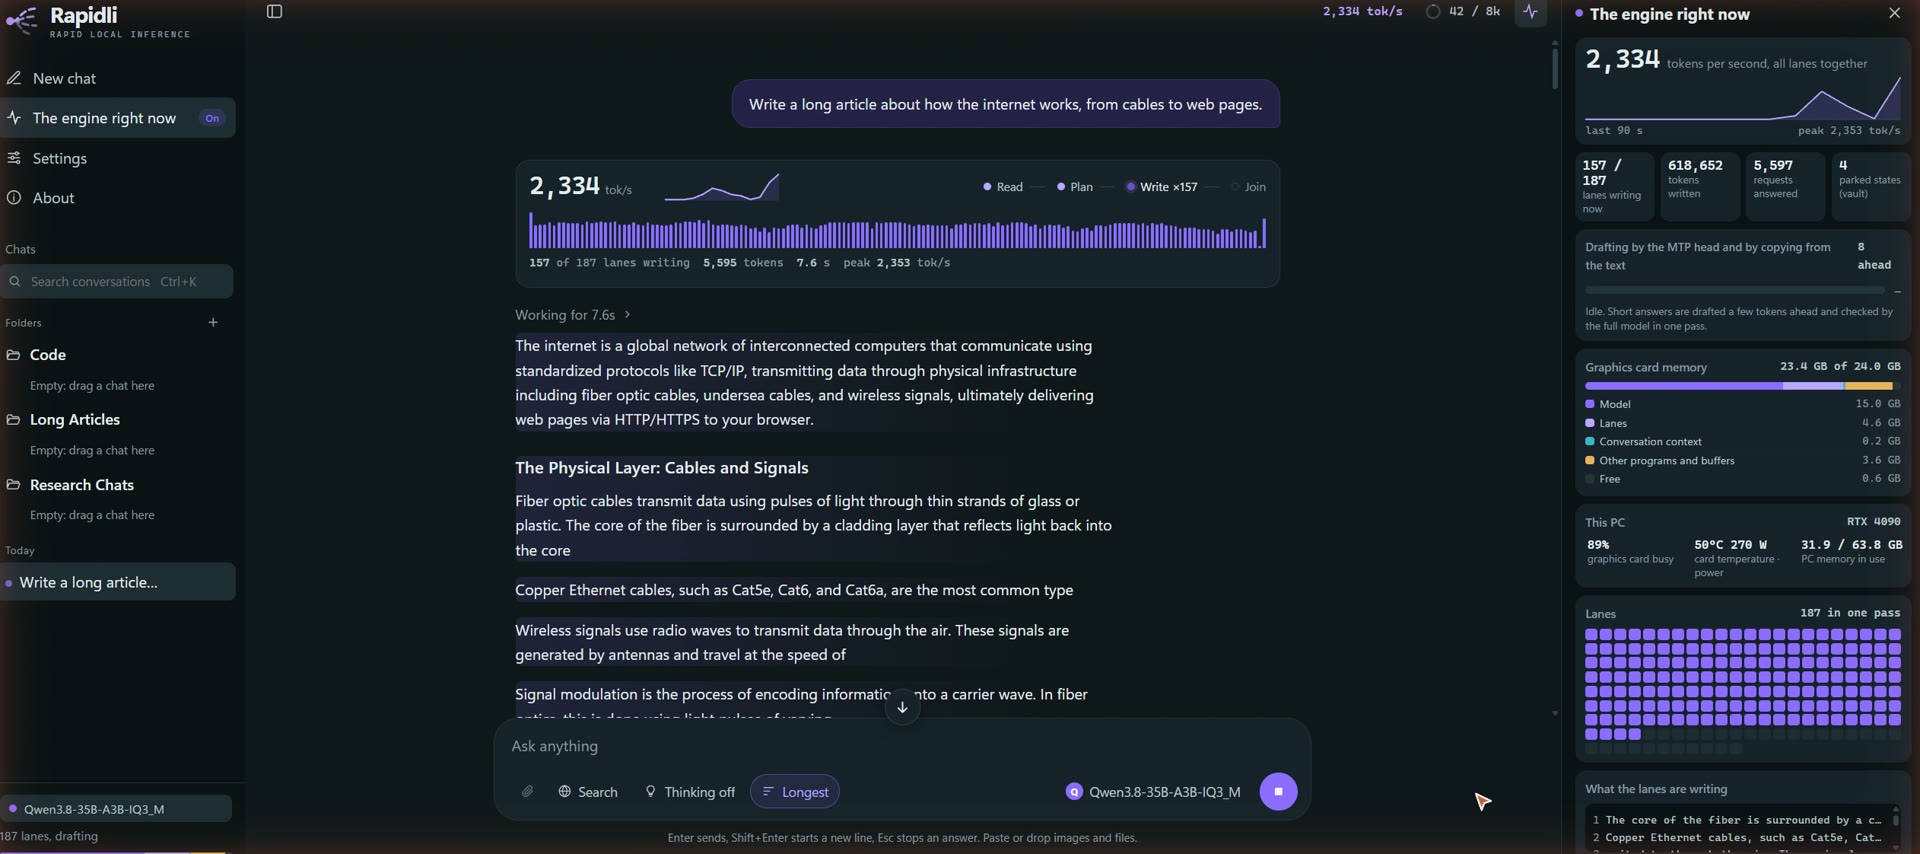 Rapidli
RAPID LOCAL INFERENCE
New chat
The engine right now On
Settings
About
Chats
Search conversations Ctrl+K
Folders +
Code
Empty: drag a chat here
Long Articles
Empty: drag a chat here
Research Chats
Empty: drag a chat here
Today
Write a long article...
Qwen3.8-35B-A3B-IQ3_M
187 lanes, drafting
2,334 tok/s 42 / 8k
Write a long article about how the internet works, from cables to web pages.
2,334 tok/s
Read Plan Write ×157 Join
157 of 187 lanes writing 5,595 tokens 7.6 s peak 2,353 tok/s
Working for 7.6s >
The internet is a global network of interconnected computers that communicate using
standardized protocols like TCP/IP, transmitting data through physical infrastructure
including fiber optic cables, undersea cables, and wireless signals, ultimately delivering
web pages via HTTP/HTTPS to your browser.
The Physical Layer: Cables and Signals
Fiber optic cables transmit data using pulses of light through thin strands of glass or
plastic. The core of the fiber is surrounded by a cladding layer that reflects light back into
the core
Copper Ethernet cables, such as Cat5e, Cat6, and Cat6a, are the most common type
Wireless signals use radio waves to transmit data through the air. These signals are
generated by antennas and travel at the speed of
Signal modulation is the process of encoding informatio nto a carrier wave. In fiber
Ask anything
Search Thinking off Longest Q Qwen3.8-35B-A3B-IQ3_M
Enter sends, Shift+Enter starts a new line, Esc stops an answer. Paste or drop images and files.
The engine right now
2,334 tokens per second, all lanes together
last 90 s peak 2,353 tok/s
157 /
187
lanes writing
now
618,652
tokens
written
5,597
requests
answered
4
parked states
(vault)
Drafting by the MTP head and by copying from
the text
8
ahead
–
Idle. Short answers are drafted a few tokens ahead and checked by
the full model in one pass.
Graphics card memory 23.4 GB of 24.0 GB
Model 15.0 GB
Lanes 4.6 GB
Conversation context 0.2 GB
Other programs and buffers 3.6 GB
Free 0.6 GB
This PC RTX 4090
89%
graphics card busy
50°C 270 W
card temperature ·
power
31.9 / 63.8 GB
PC memory in use
Lanes 187 in one pass
What the lanes are writing
1 The core of the fiber is surrounded by a c…
2 Copper Ethernet cables, such as Cat5e, Cat…